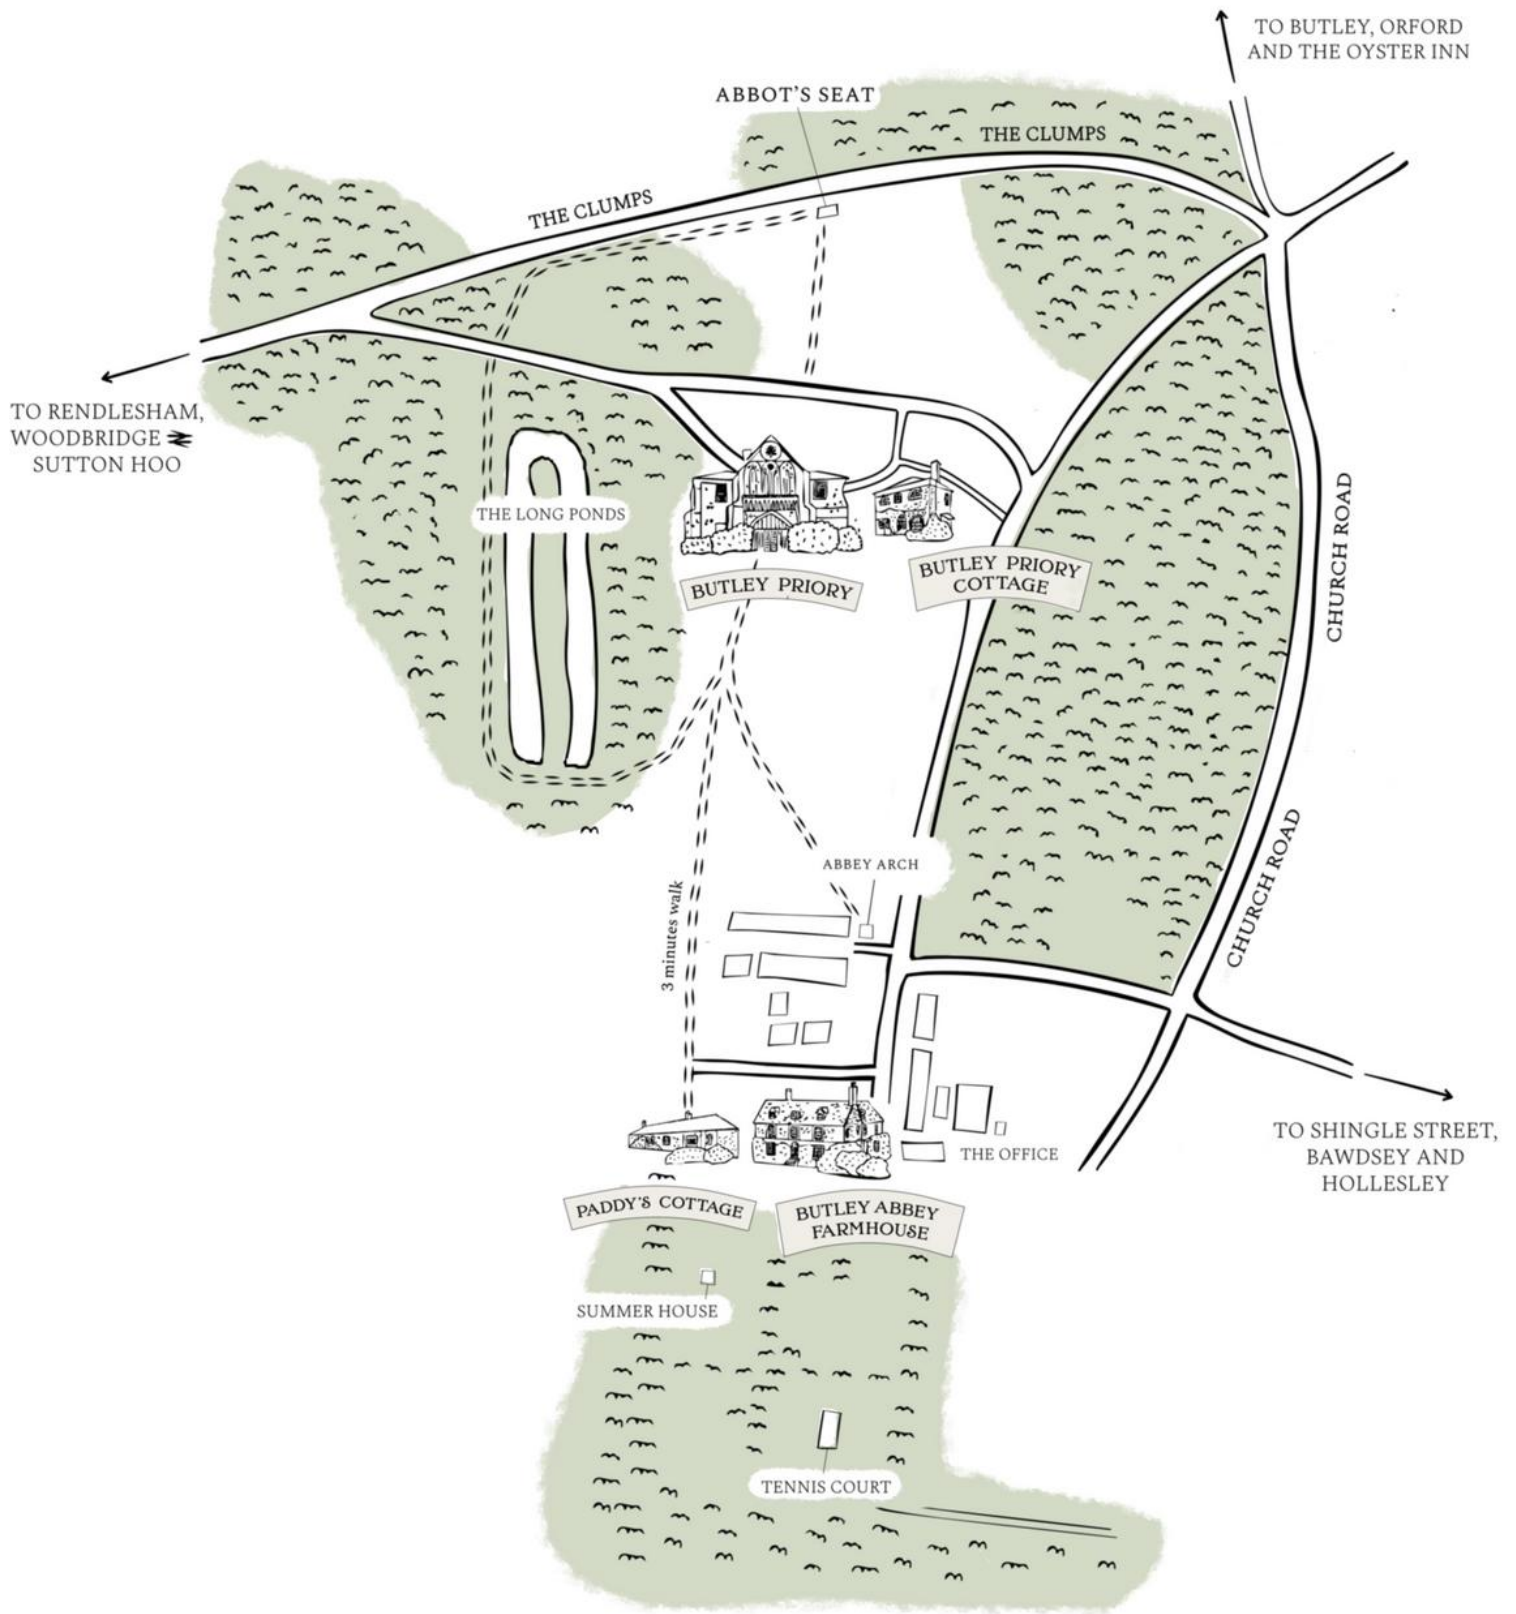 TO BUTLEY, ORFORD
AND THE OYSTER INN
ABBOT'S SEAT
THE CLUMPS
THE CLUMPS
TO RENDLESHAM,
WOODBRIDGE
SUTTON HOO
THE LONG PONDS
CHURCH ROAD
BUTLEY PRIORY
BUTLEY PRIORY
COTTAGE
ABBEY ARCH
CHURCH ROAD
3 minutes walk
TO SHINGLE STREET,
BAWDSEY AND
HOLLESLEY
THE OFFICE
PADDY'S COTTAGE
BUTLEY ABBEY
FARMHOUSE
SUMMER HOUSE
TENNIS COURT